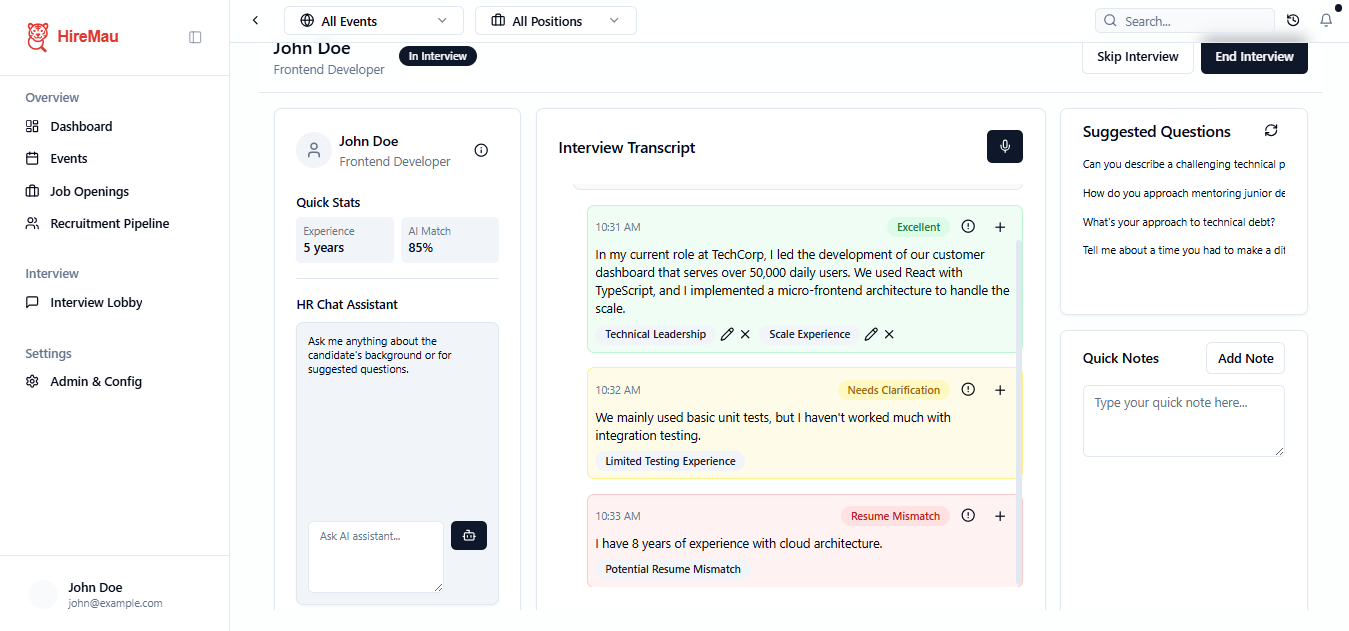 HireMau
Overview
Dashboard
Events
Job Openings
Recruitment Pipeline
Interview
Interview Lobby
Settings
Admin & Config
John Doe
john@example.com
All Events
All Positions
Search...
John Doe
Frontend Developer
In Interview
Skip Interview
End Interview
John Doe
Frontend Developer
Quick Stats
Experience
5 years
AI Match
85%
HR Chat Assistant
Ask me anything about the
candidate's background or for
suggested questions.
Ask AI assistant...
Interview Transcript
10:31 AM
Excellent
In my current role at TechCorp, I led the development of our customer
dashboard that serves over 50,000 daily users. We used React with
TypeScript, and I implemented a micro-frontend architecture to handle the
scale.
Technical Leadership
Scale Experience
10:32 AM
Needs Clarification
We mainly used basic unit tests, but I haven't worked much with
integration testing.
Limited Testing Experience
10:33 AM
Resume Mismatch
I have 8 years of experience with cloud architecture.
Potential Resume Mismatch
Suggested Questions
Can you describe a challenging technical p
How do you approach mentoring junior de
What's your approach to technical debt?
Tell me about a time you had to make a dif
Quick Notes
Add Note
Type your quick note here...